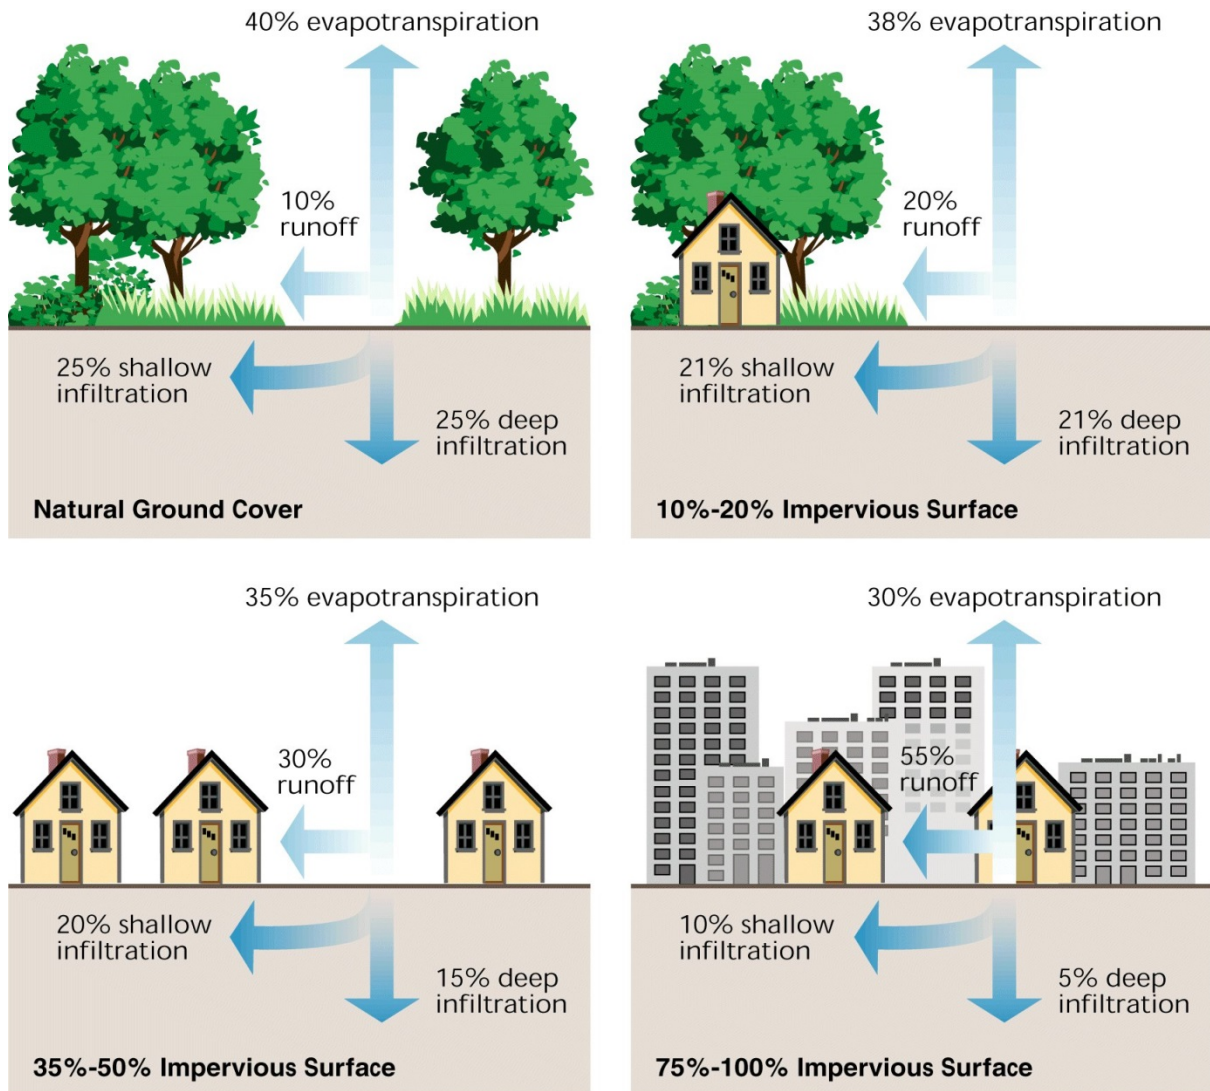 40% evapotranspiration
10%
runoff
25% shallow
infiltration
25% deep
infiltration
Natural Ground Cover
38% evapotranspiration
20%
runoff
21% shallow
infiltration
21% deep
infiltration
10%-20% Impervious Surface
35% evapotranspiration
30%
runoff
20% shallow
infiltration
15% deep
infiltration
35%-50% Impervious Surface
30% evapotranspiration
55%
runoff
10% shallow
infiltration
5% deep
infiltration
75%-100% Impervious Surface